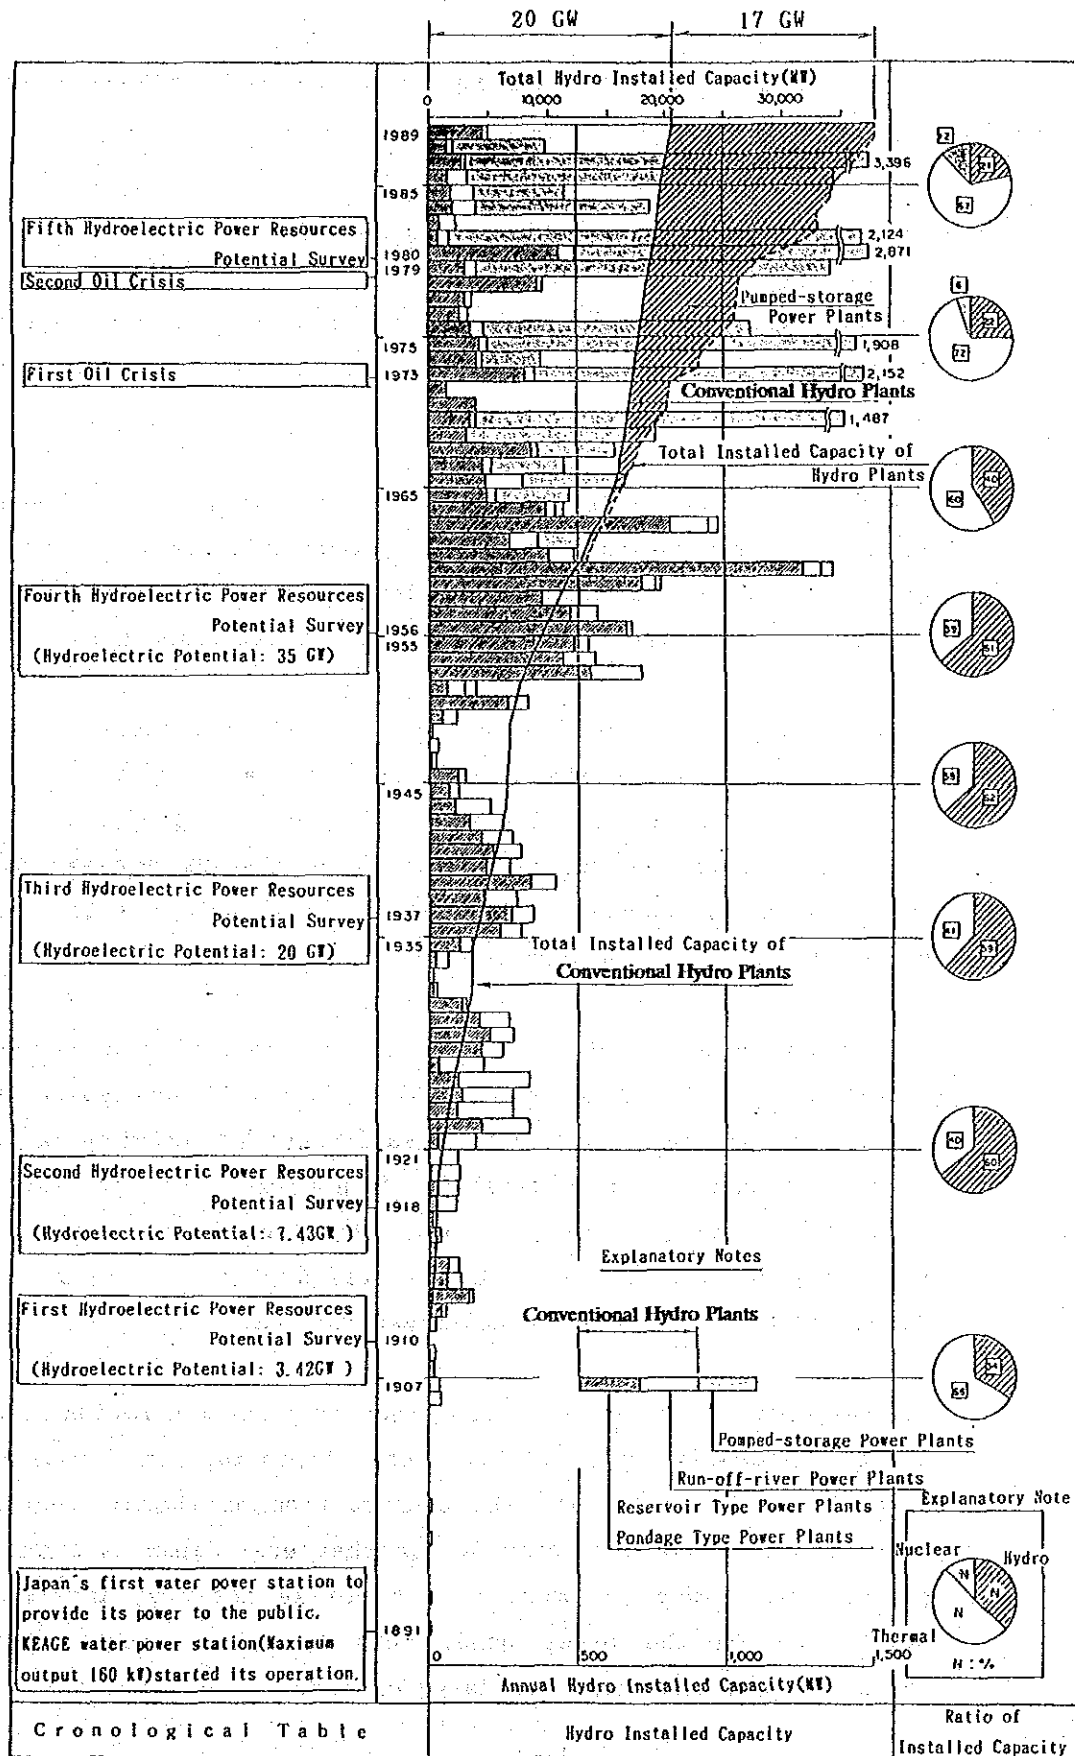 20 GW 17 GW
Total Hydro Installed Capacity(MW)
0 10,000 20,000 30,000
1989
3,396
1985
Fifth Hydroelectric Power Resources
Potential Survey
2,124
1980
2,871
1979
Second Oil Crisis
Pumped-storage
Power Plants
1975
1,908
First Oil Crisis
1973
2,152
Conventional Hydro Plants
1,487
Total Installed Capacity of
Hydro Plants
1965
40
60
Fourth Hydroelectric Power Resources
Potential Survey
(Hydroelectric Potential: 35 GW)
1956
1955
1945
Third Hydroelectric Power Resources
Potential Survey
(Hydroelectric Potential: 20 GW)
1937
1935
Total Installed Capacity of
Conventional Hydro Plants
1921
40
60
Second Hydroelectric Power Resources
Potential Survey
(Hydroelectric Potential: 7.43GW )
1918
Explanatory Notes
First Hydroelectric Power Resources
Potential Survey
(Hydroelectric Potential: 3.42GW )
1910
1907
Conventional Hydro Plants
Pomped-storage Power Plants
Run-off-river Power Plants
Reservoir Type Power Plants
Pondage Type Power Plants
Explanatory Note
Nuclear
Hydro
N
N
N
Thermal
N : %
Japan's first water power station to
provide its power to the public.
KEAGE water power station(Maximum
output 160 kW)started its operation.
1891
0 500 1,000 1,500
Annual Hydro Installed Capacity(MW)
Cronological Table
Hydro Installed Capacity
Ratio of
Installed Capacity